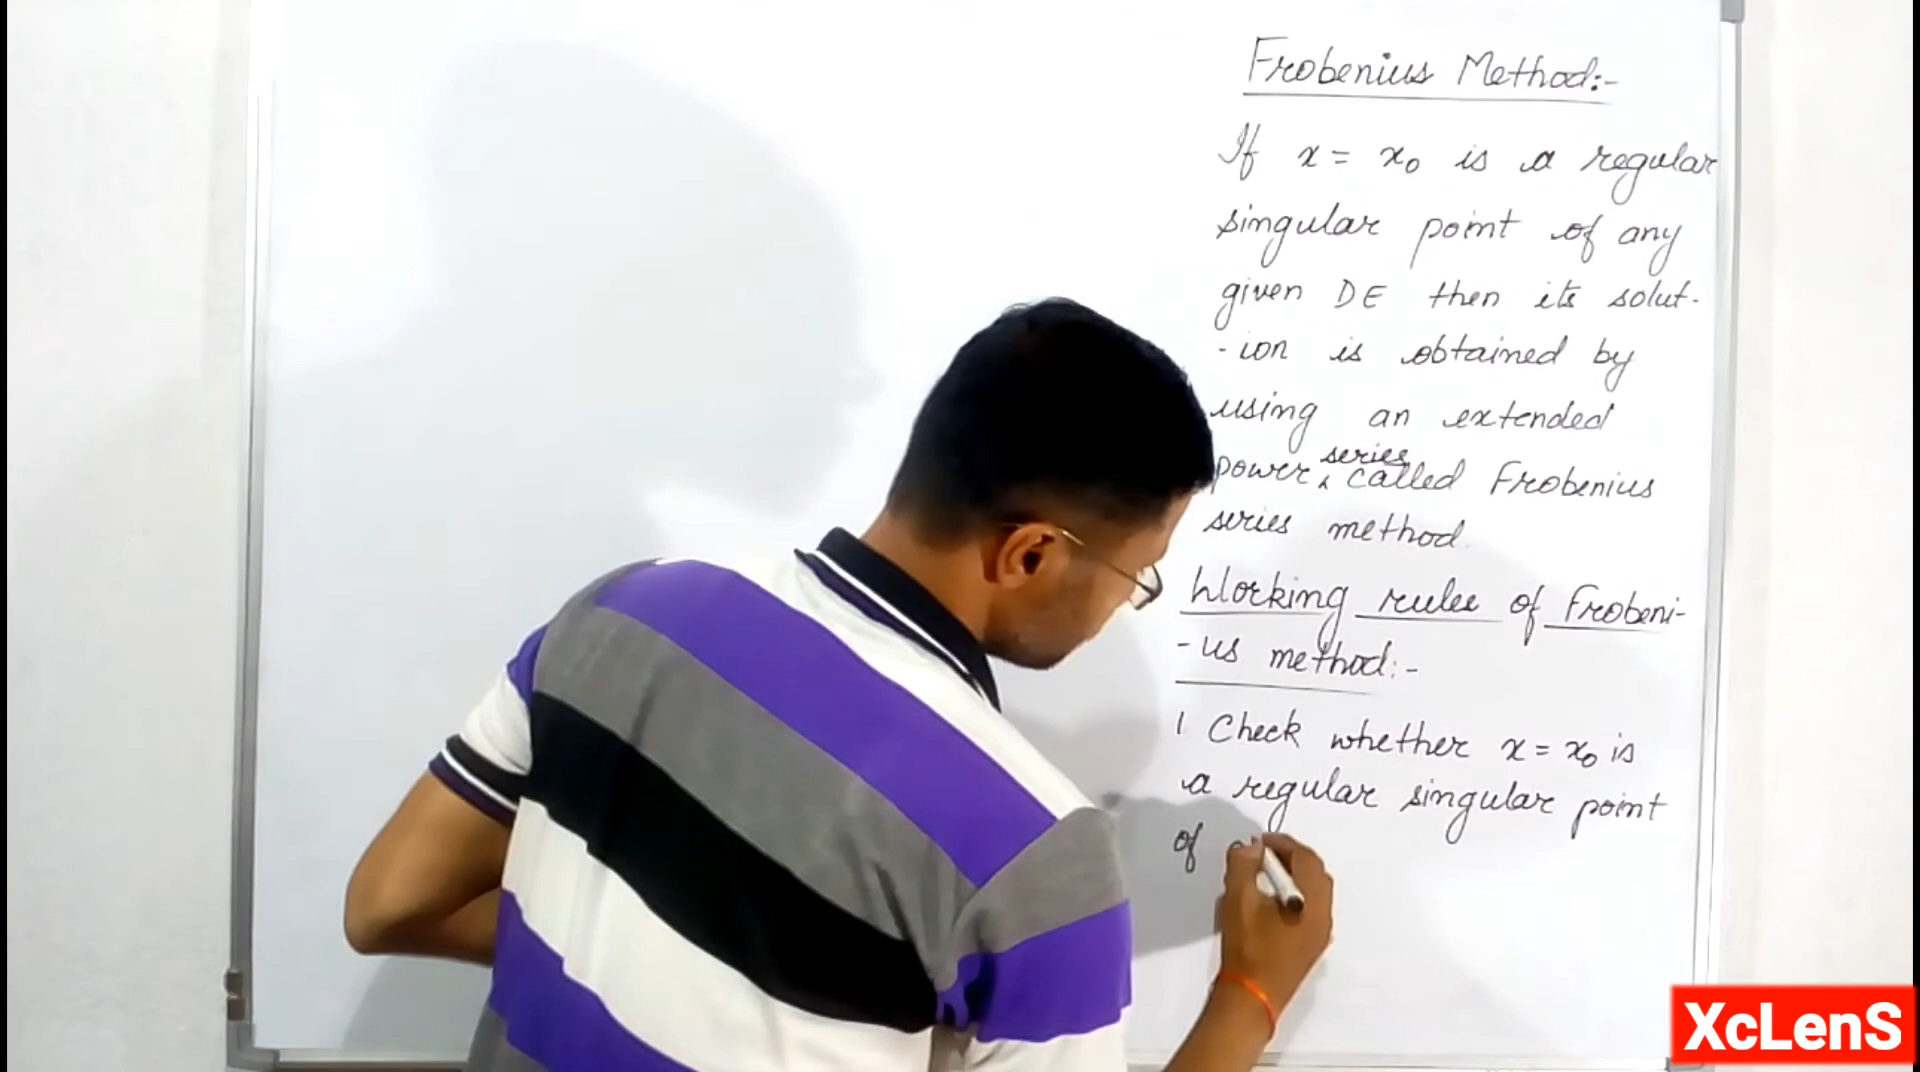 Frobenius Method:-
If x = x₀ is a regular
singular point of any
given DE then its solut-
-ion is obtained by
using an extended
series
power ‸ called Frobenius
series method.
Working rules of Frobeni-
-us method:-
1 Check whether x = x₀ is
a regular singular point
of
XcLenS